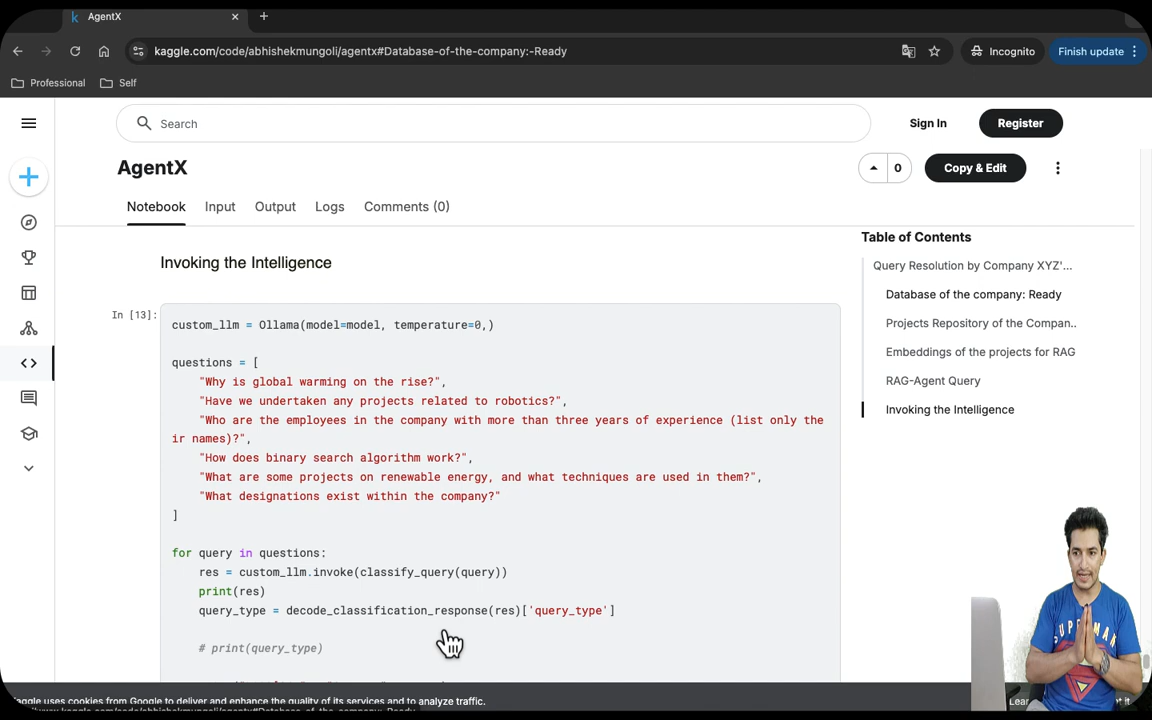 AgentX
kaggle.com/code/abhishekmungoli/agentx#Database-of-the-company:-Ready
Incognito
Finish update
Professional
Self
Search
Sign In
Register
AgentX
0
Copy & Edit
Notebook
Input
Output
Logs
Comments (0)
Table of Contents
Query Resolution by Company XYZ'...
Database of the company: Ready
Projects Repository of the Compan..
Embeddings of the projects for RAG
RAG-Agent Query
Invoking the Intelligence
Invoking the Intelligence
In [13]:
custom_llm = Ollama(model=model, temperature=0,)
questions = [
"Why is global warming on the rise?",
"Have we undertaken any projects related to robotics?",
"Who are the employees in the company with more than three years of experience (list only the
ir names)?",
"How does binary search algorithm work?",
"What are some projects on renewable energy, and what techniques are used in them?",
"What designations exist within the company?"
]
for query in questions:
res = custom_llm.invoke(classify_query(query))
print(res)
query_type = decode_classification_response(res)['query_type']
# print(query_type)
aggle uses cookies from Google to deliver and enhance the quality of its services and to analyze traffic.